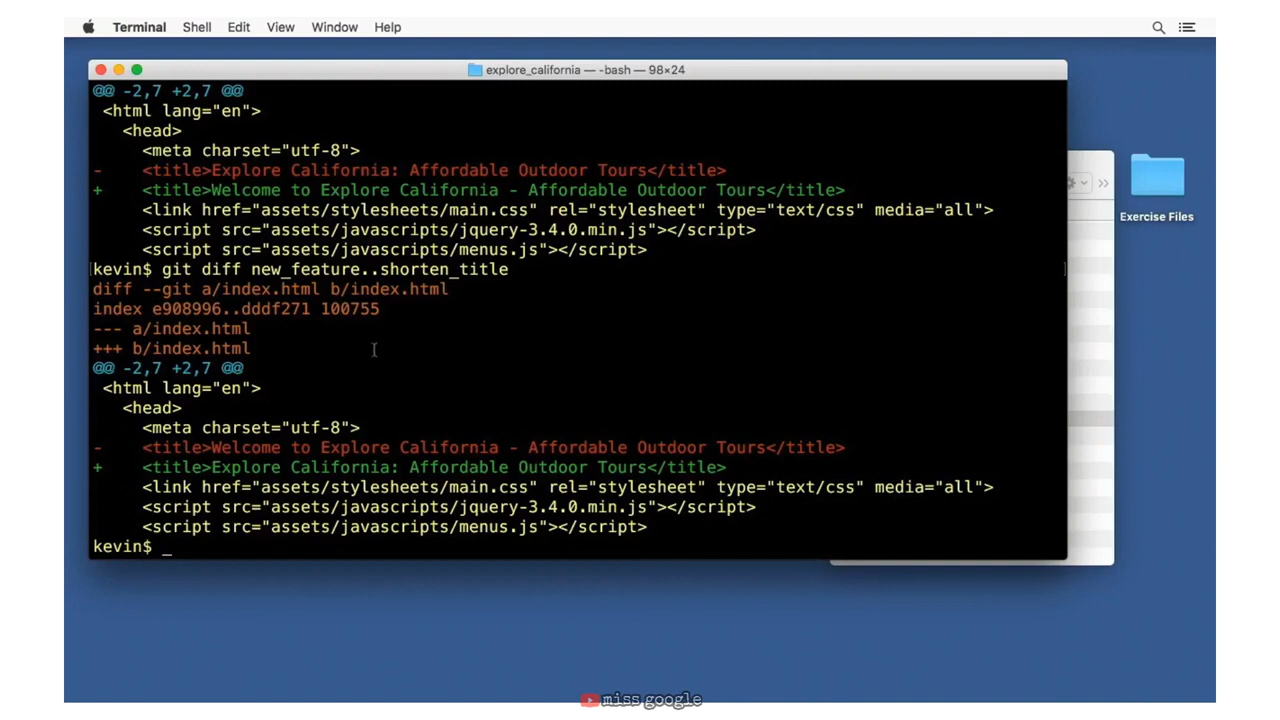 Terminal Shell Edit View Window Help
explore_california — -bash — 98×24
@@ -2,7 +2,7 @@
 <html lang="en">
   <head>
     <meta charset="utf-8">
-    <title>Explore California: Affordable Outdoor Tours</title>
+    <title>Welcome to Explore California - Affordable Outdoor Tours</title>
     <link href="assets/stylesheets/main.css" rel="stylesheet" type="text/css" media="all">
     <script src="assets/javascripts/jquery-3.4.0.min.js"></script>
     <script src="assets/javascripts/menus.js"></script>
[kevin$ git diff new_feature..shorten_title ]
diff --git a/index.html b/index.html
index e908996..dddf271 100755
--- a/index.html
+++ b/index.html
@@ -2,7 +2,7 @@
 <html lang="en">
   <head>
     <meta charset="utf-8">
-    <title>Welcome to Explore California - Affordable Outdoor Tours</title>
+    <title>Explore California: Affordable Outdoor Tours</title>
     <link href="assets/stylesheets/main.css" rel="stylesheet" type="text/css" media="all">
     <script src="assets/javascripts/jquery-3.4.0.min.js"></script>
     <script src="assets/javascripts/menus.js"></script>
kevin$ _
Exercise Files
miss google